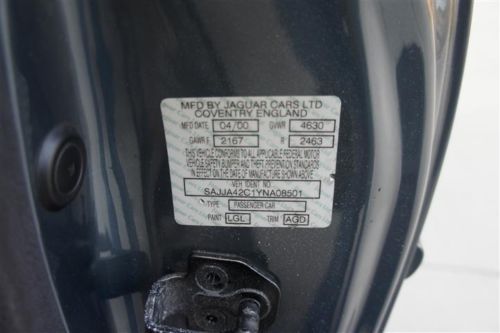 MFD BY JAGUAR CARS LTD
COVENTRY ENGLAND
MFD DATE 04/00 GVWR 4630
GAWR F 2167 R 2463
THIS VEHICLE CONFORMS TO ALL APPLICABLE FEDERAL MOTOR
VEHICLE SAFETY BUMPER AND THEFT PREVENTION STANDARDS
IN EFFECT ON THE DATE OF MANUFACTURE SHOWN ABOVE
VEH IDENT NO
SAJJA42C1YNA08501
TYPE PASSENGER CAR
PAINT LGL TRIM AGD